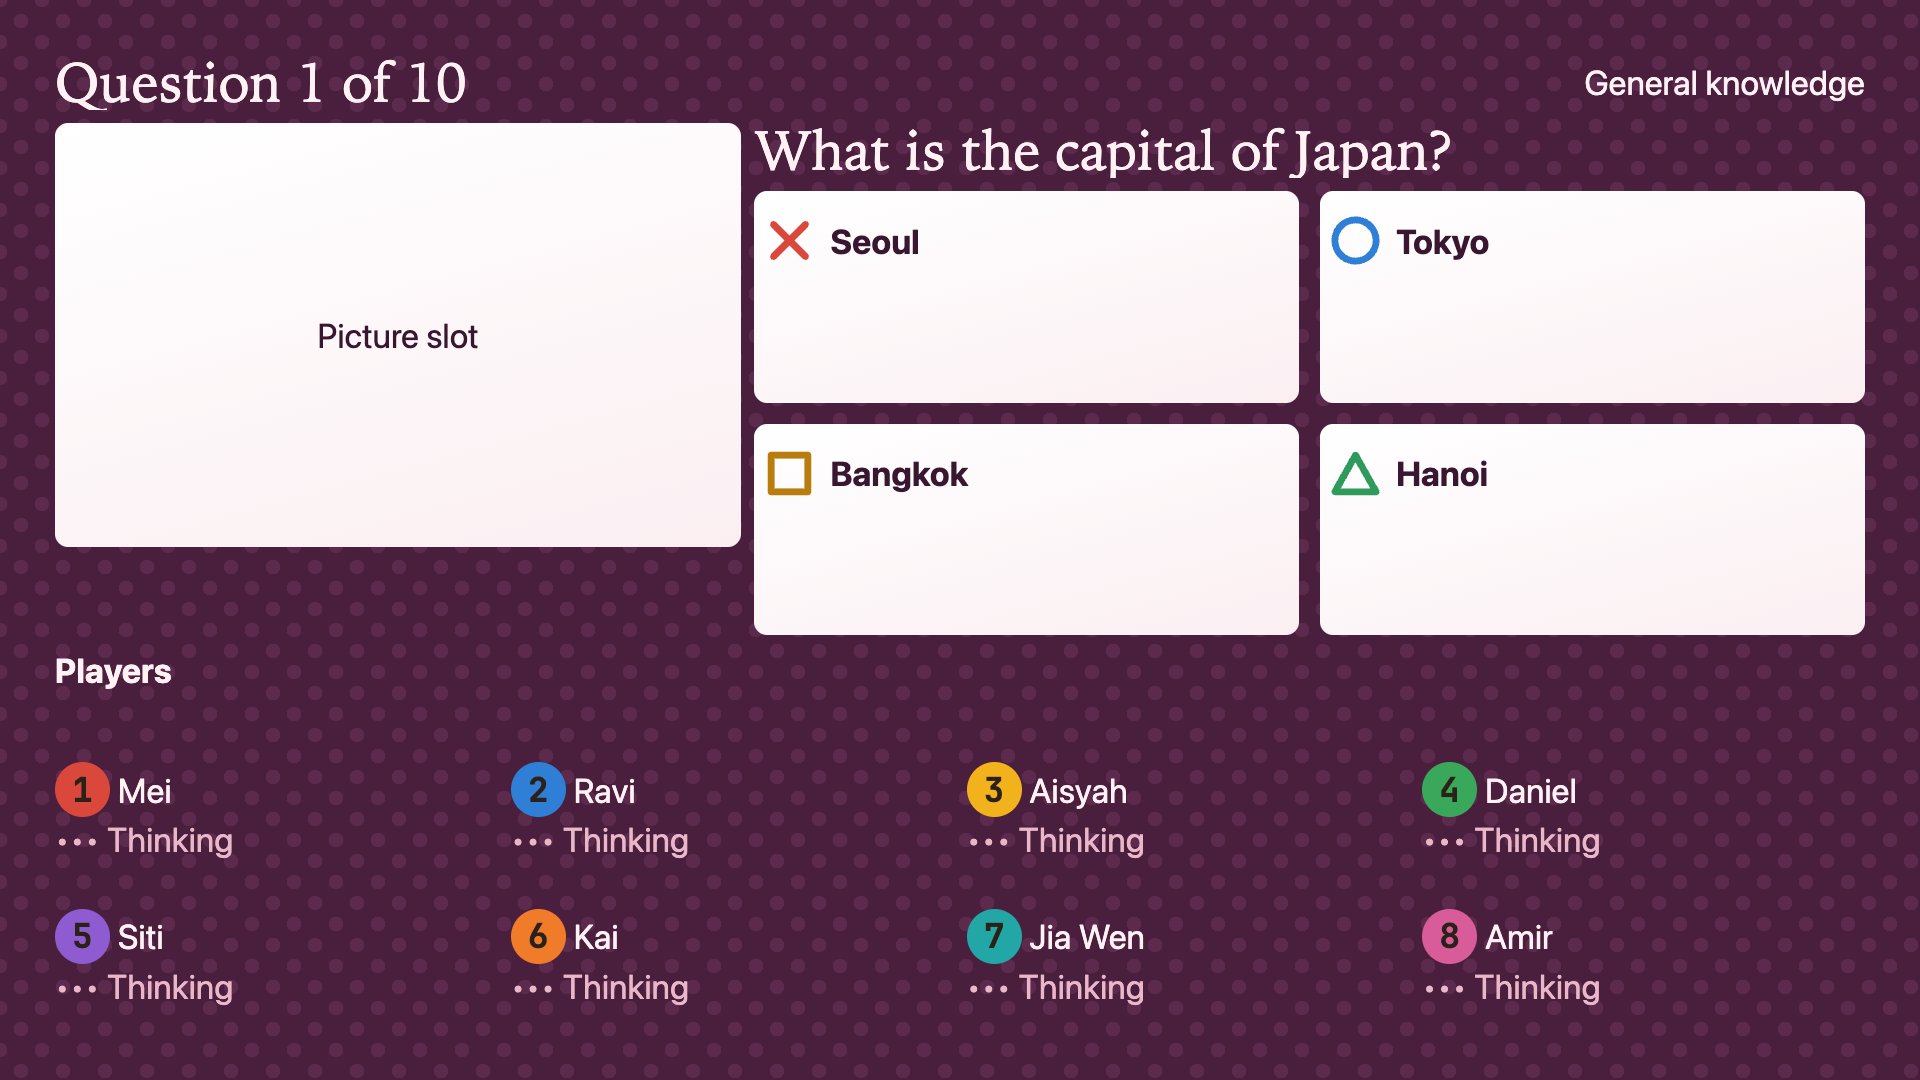 Question 1 of 10
General knowledge
Picture slot
What is the capital of Japan?
Seoul
Tokyo
Bangkok
Hanoi
Players
1 Mei
... Thinking
2 Ravi
... Thinking
3 Aisyah
... Thinking
4 Daniel
... Thinking
5 Siti
... Thinking
6 Kai
... Thinking
7 Jia Wen
... Thinking
8 Amir
... Thinking